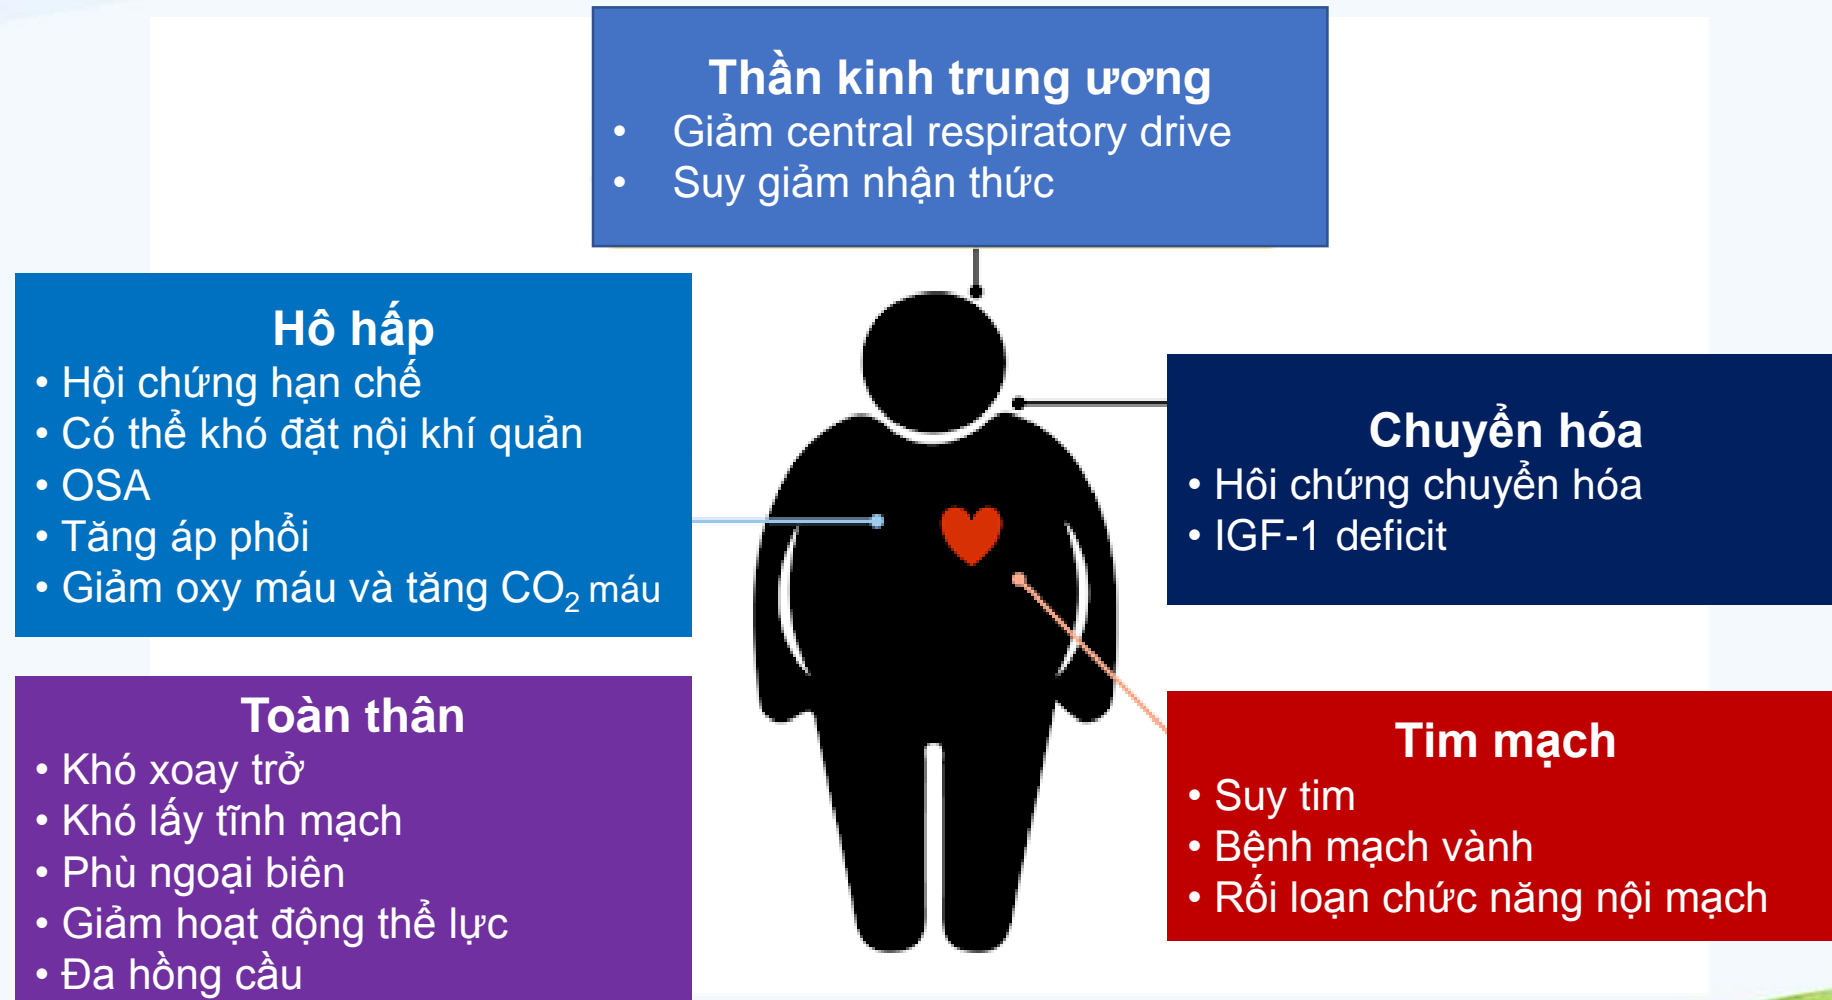 Thần kinh trung ương
• Giảm central respiratory drive
• Suy giảm nhận thức
Hô hấp
• Hội chứng hạn chế
• Có thể khó đặt nội khí quản
• OSA
• Tăng áp phổi
• Giảm oxy máu và tăng CO₂ máu
Chuyển hóa
• Hôi chứng chuyển hóa
• IGF-1 deficit
Toàn thân
• Khó xoay trở
• Khó lấy tĩnh mạch
• Phù ngoại biên
• Giảm hoạt động thể lực
• Đa hồng cầu
Tim mạch
• Suy tim
• Bệnh mạch vành
• Rối loạn chức năng nội mạch